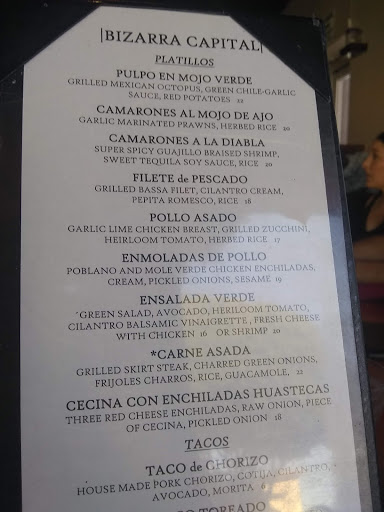 |BIZARRA CAPITAL|
PLATILLOS
PULPO EN MOJO VERDE
GRILLED MEXICAN OCTOPUS, GREEN CHILE-GARLIC
SAUCE, RED POTATOES 22
CAMARONES AL MOJO DE AJO
GARLIC MARINATED PRAWNS, HERBED RICE 20
CAMARONES A LA DIABLA
SUPER SPICY GUAJILLO BRAISED SHRIMP,
SWEET TEQUILA SOY SAUCE, RICE 20
FILETE de PESCADO
GRILLED BASSA FILET, CILANTRO CREAM,
PEPITA ROMESCO, RICE 18
POLLO ASADO
GARLIC LIME CHICKEN BREAST, GRILLED ZUCCHINI,
HEIRLOOM TOMATO, HERBED RICE 17
ENMOLADAS DE POLLO
POBLANO AND MOLE VERDE CHICKEN ENCHILADAS,
CREAM, PICKLED ONIONS, SESAME 19
ENSALADA VERDE
*GREEN SALAD, AVOCADO, HERILOOM TOMATO,
CILANTRO BALSAMIC VINAIGRETTE , FRESH CHEESE
WITH CHICKEN 16 OR SHRIMP 20
*CARNE ASADA
GRILLED SKIRT STEAK, CHARRED GREEN ONIONS,
FRIJOLES CHARROS, RICE, GUACAMOLE, 22
CECINA CON ENCHILADAS HUASTECAS
THREE RED CHEESE ENCHILADAS, RAW ONION, PIECE
OF CECINA, PICKLED ONION 18
TACOS
TACO de CHORIZO
HOUSE MADE PORK CHORIZO, COTIJA, CILANTRO,
AVOCADO, MORITA 6
TOREADO